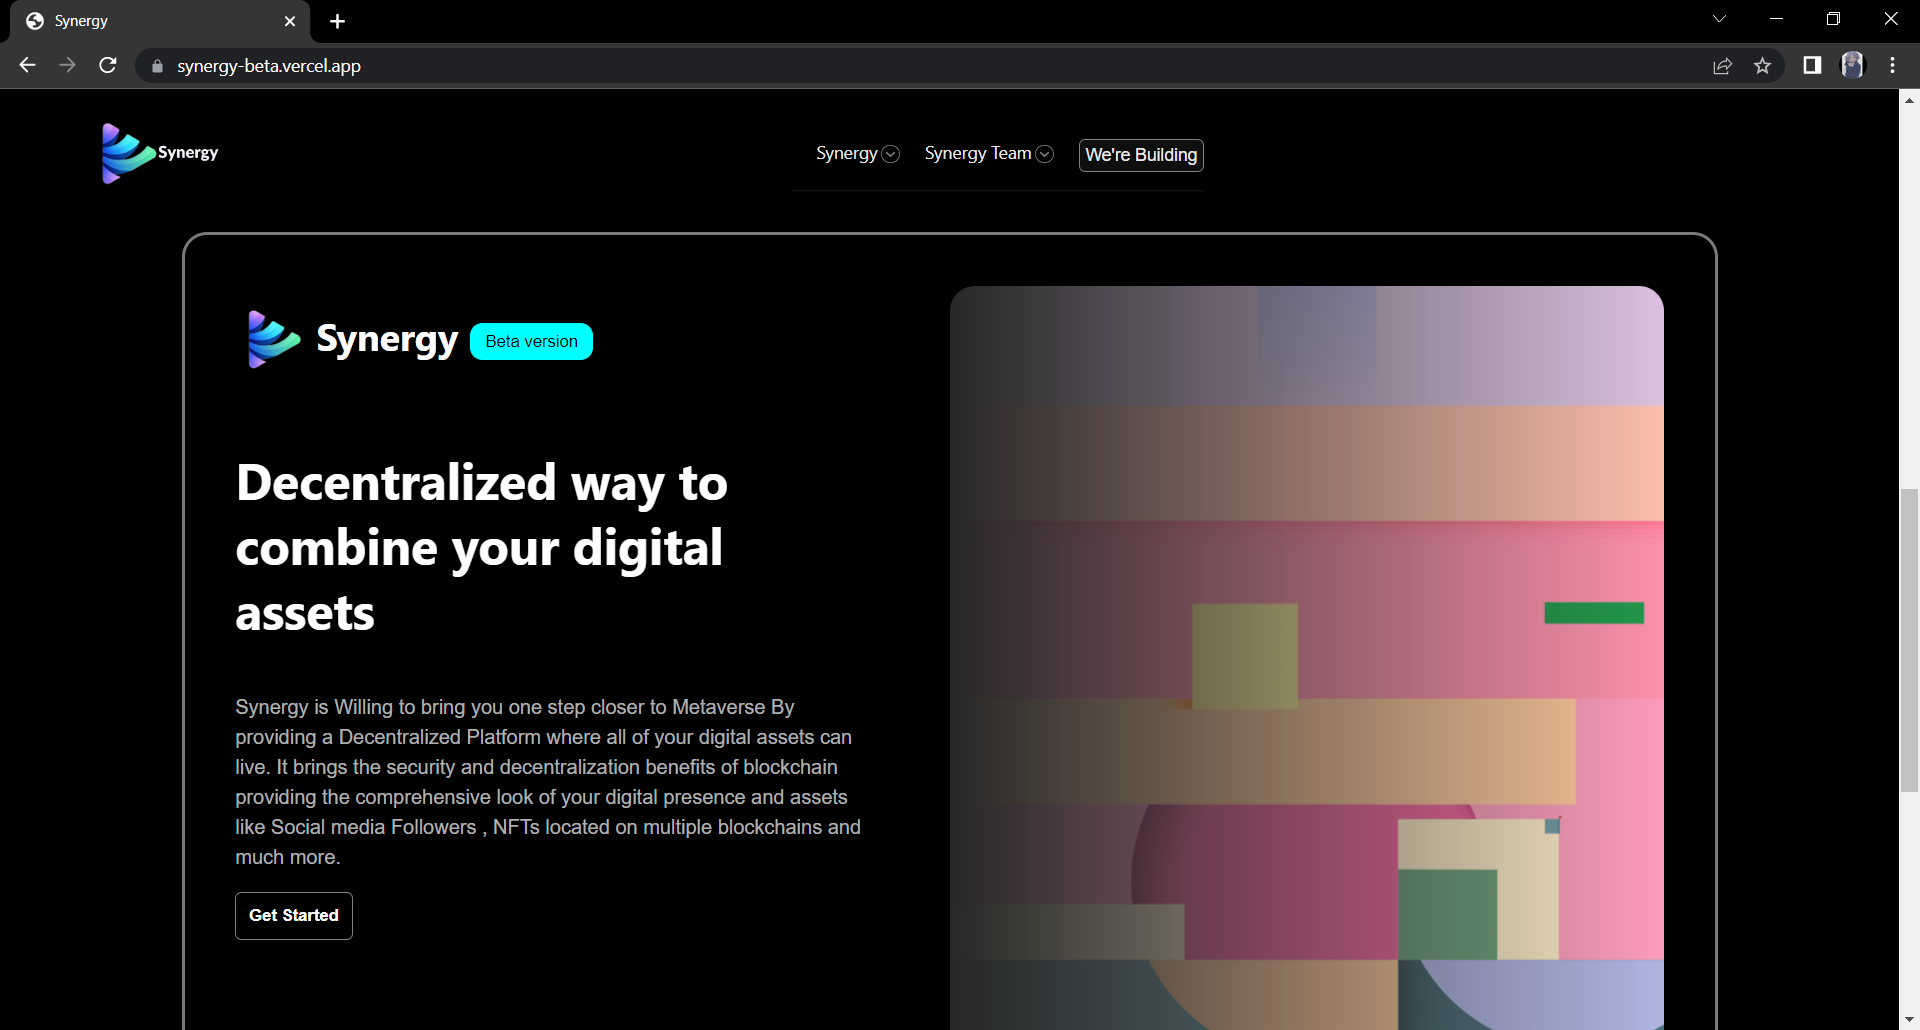 Synergy
synergy-beta.vercel.app
Synergy
Synergy
Synergy Team
We're Building
Synergy
Beta version
Decentralized way to
combine your digital
assets
Synergy is Willing to bring you one step closer to Metaverse By
providing a Decentralized Platform where all of your digital assets can
live. It brings the security and decentralization benefits of blockchain
providing the comprehensive look of your digital presence and assets
like Social media Followers , NFTs located on multiple blockchains and
much more.
Get Started